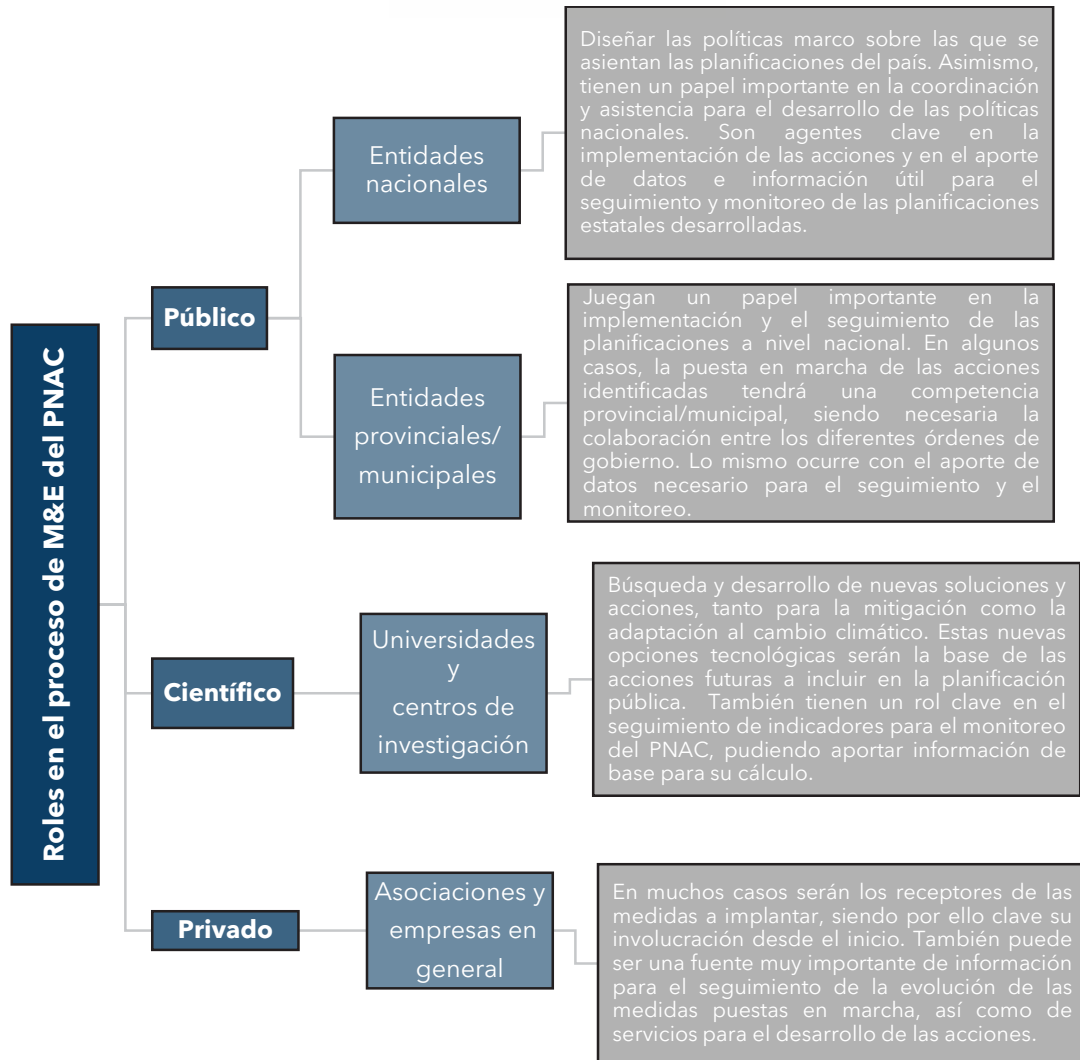 Roles en el proceso de M&E del PNAC
Público
Entidades
nacionales
Diseñar las políticas marco sobre las que se
asientan las planificaciones del país. Asimismo,
tienen un papel importante en la coordinación
y asistencia para el desarrollo de las políticas
nacionales. Son agentes clave en la
implementación de las acciones y en el aporte
de datos e información útil para el
seguimiento y monitoreo de las planificaciones
estatales desarrolladas.
Entidades
provinciales/
municipales
Juegan un papel importante en la
implementación y el seguimiento de las
planificaciones a nivel nacional. En algunos
casos, la puesta en marcha de las acciones
identificadas tendrá una competencia
provincial/municipal, siendo necesaria la
colaboración entre los diferentes órdenes de
gobierno. Lo mismo ocurre con el aporte de
datos necesario para el seguimiento y el
monitoreo.
Científico
Universidades
y
centros de
investigación
Búsqueda y desarrollo de nuevas soluciones y
acciones, tanto para la mitigación como la
adaptación al cambio climático. Estas nuevas
opciones tecnológicas serán la base de las
acciones futuras a incluir en la planificación
pública. También tienen un rol clave en el
seguimiento de indicadores para el monitoreo
del PNAC, pudiendo aportar información de
base para su cálculo.
Privado
Asociaciones y
empresas en
general
En muchos casos serán los receptores de las
medidas a implantar, siendo por ello clave su
involucración desde el inicio. También puede
ser una fuente muy importante de información
para el seguimiento de la evolución de las
medidas puestas en marcha, así como de
servicios para el desarrollo de las acciones.